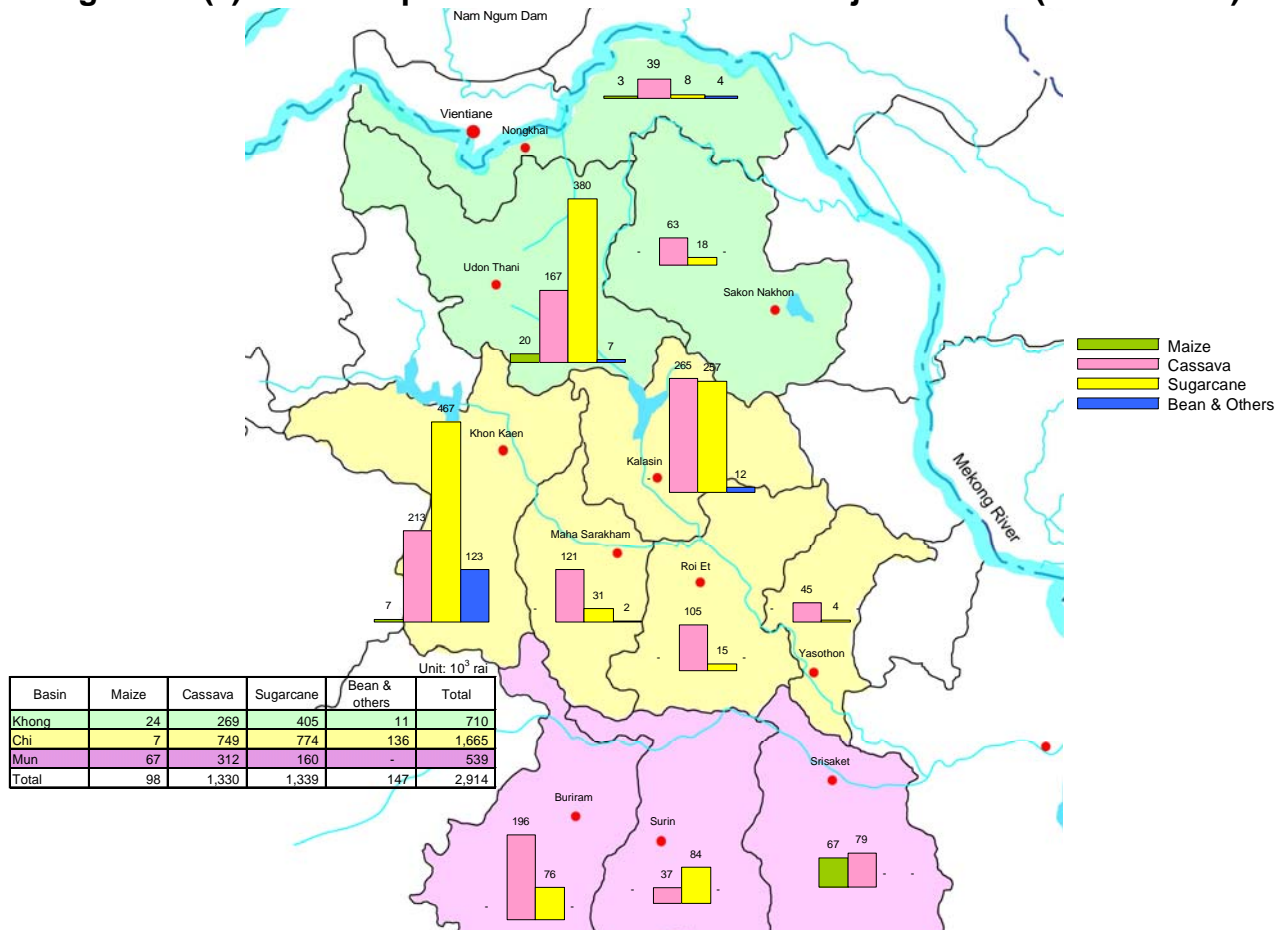 Nam Ngum Dam
39
3
8
4
Vientiane
Nongkhai
380
63
18
-
-
Udon Thani
167
Sakon Nakhon
20
7
Maize
Cassava
Sugarcane
Bean & Others
265
257
467
Khon Kaen
Kalasin
-
12
Mekong River
213
Maha Sarakham
123
121
Roi Et
7
-
31
2
105
-
15
-
-
45
4
-
Yasothon
Unit: 10³ rai
Basin Maize Cassava Sugarcane Bean & others Total
Khong 24 269 405 11 710
Chi 7 749 774 136 1,665
Mun 67 312 160 - 539
Total 98 1,330 1,339 147 2,914
Srisaket
Buriram
Surin
196
76
-
-
37
84
-
-
67
79
-
-